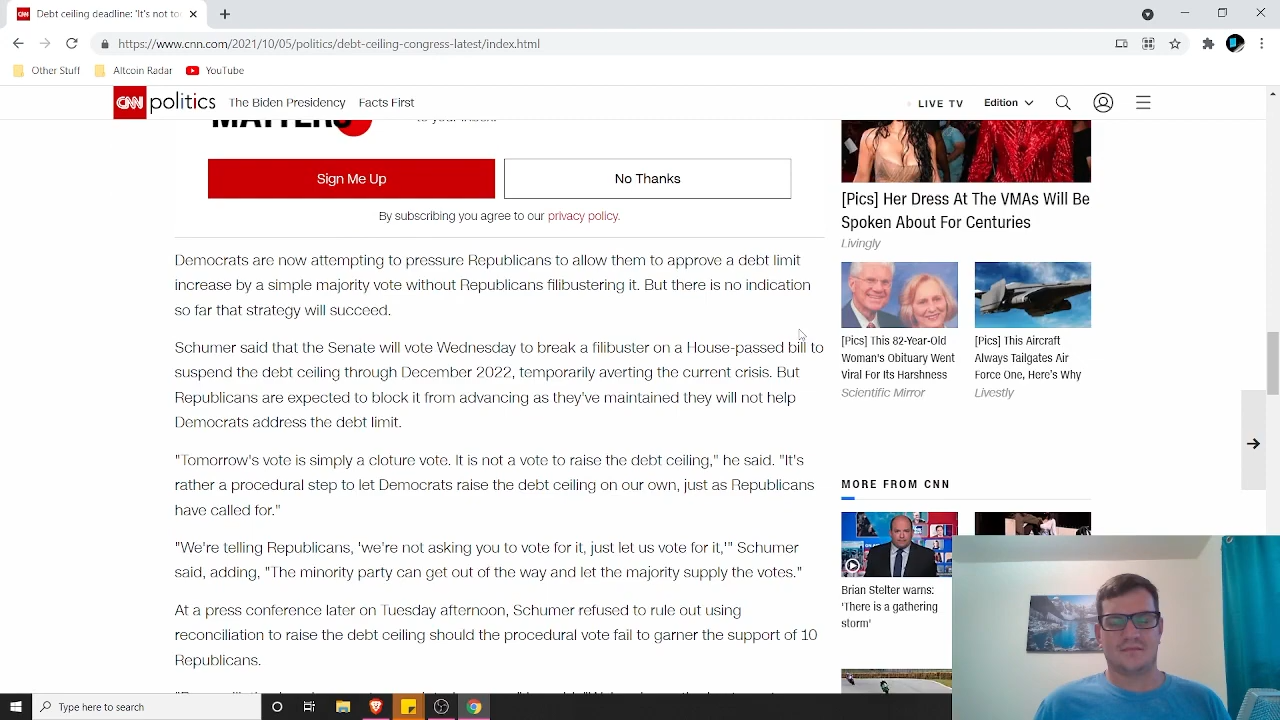 Debt ceiling deadline: 'It's not to
https://www.cnn.com/2021/10/05/politics/debt-ceiling-congress-latest/index.html
Other Stuff
Altcoin Radar
YouTube
CNN politics
The Biden Presidency
Facts First
LIVE TV
Edition
MATTERS
to your inbox.
Sign Me Up
No Thanks
By subscribing you agree to our privacy policy.
Democrats are now attempting to pressure Republicans to allow them to approve a debt limit
increase by a simple majority vote without Republicans filibustering it. But there is no indication
so far that strategy will succeed.
Schumer said that the Senate will vote Wednesday to break a filibuster on a House-passed bill to
suspend the debt ceiling through December 2022, temporarily averting the current crisis. But
Republicans are expected to block it from advancing as they've maintained they will not help
Democrats address the debt limit.
"Tomorrow's vote is simply a cloture vote. It is not a vote to raise the debt ceiling," he said. "It's
rather a procedural step to let Democrats raise the debt ceiling on our own, just as Republicans
have called for."
"We're telling Republicans, 'we're not asking you to vote for it, just let us vote for it,'" Schumer
said, adding, "The minority party can get out of the way and let the majority supply the votes."
At a press conference later on Tuesday afternoon, Schumer refused to rule out using
reconciliation to raise the debt ceiling should the procedural vote fail to garner the support of 10
Republicans.
[Pics] Her Dress At The VMAs Will Be
Spoken About For Centuries
Livingly
[Pics] This 82-Year-Old
Woman's Obituary Went
Viral For Its Harshness
Scientific Mirror
[Pics] This Aircraft
Always Tailgates Air
Force One, Here's Why
Livestly
MORE FROM CNN
Brian Stelter warns:
'There is a gathering
storm'
Type here to search